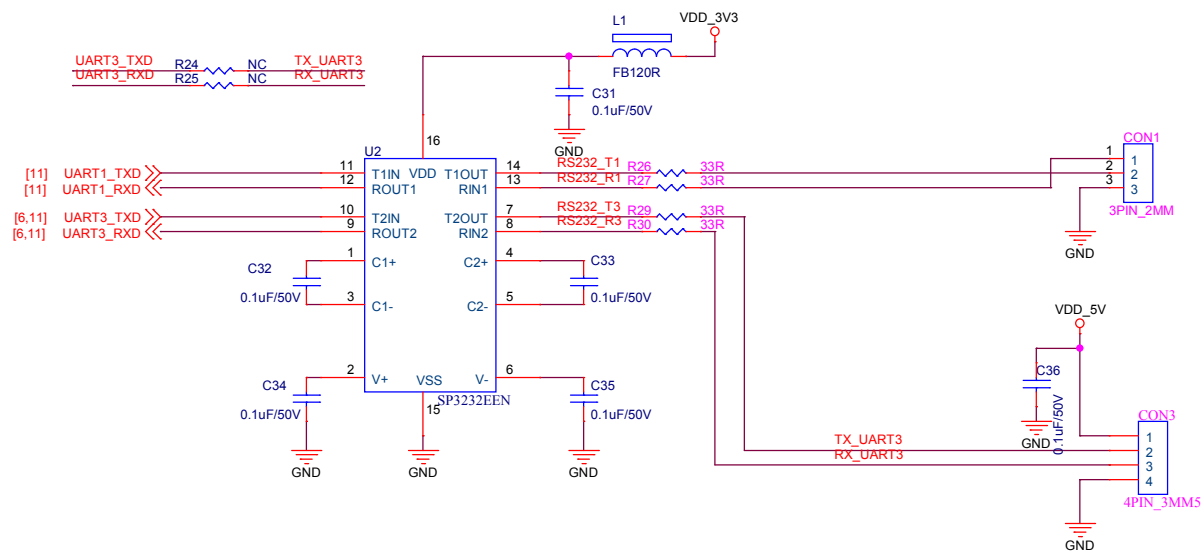 L1
VDD_3V3
FB120R
UART3_TXD R24 NC TX_UART3
UART3_RXD R25 NC RX_UART3
C31
0.1uF/50V
GND
U2
16
VDD
CON1
[11] UART1_TXD 11 T1IN T1OUT 14 RS232_T1 R26 33R
[11] UART1_RXD 12 ROUT1 RIN1 13 RS232_R1 R27 33R
1 1
2 2
3 3
3PIN_2MM
GND
[6,11] UART3_TXD 10 T2IN T2OUT 7 RS232_T3 R29 33R
[6,11] UART3_RXD 9 ROUT2 RIN2 8 RS232_R3 R30 33R
1 C1+ C2+ 4
C32
0.1uF/50V
C33
0.1uF/50V
3 C1- C2- 5
2 V+ VSS V- 6
15
SP3232EEN
C34
0.1uF/50V
C35
0.1uF/50V
GND
GND
GND
VDD_5V
C36
0.1uF/50V
GND
CON3
TX_UART3
RX_UART3
1
2
3
4
4PIN_3MM5
GND